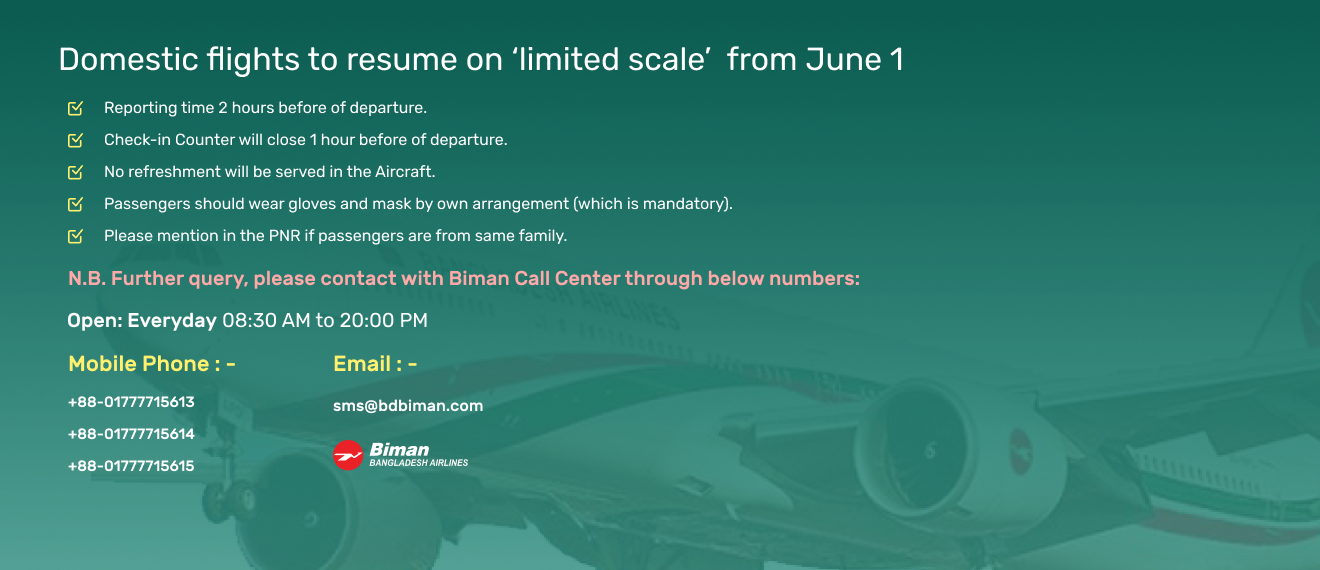 Domestic flights to resume on ‘limited scale’ from June 1
Reporting time 2 hours before of departure.
Check-in Counter will close 1 hour before of departure.
No refreshment will be served in the Aircraft.
Passengers should wear gloves and mask by own arrangement (which is mandatory).
Please mention in the PNR if passengers are from same family.
N.B. Further query, please contact with Biman Call Center through below numbers:
Open: Everyday 08:30 AM to 20:00 PM
Mobile Phone : -
+88-01777715613
+88-01777715614
+88-01777715615
Email : -
sms@bdbiman.com
Biman
BANGLADESH AIRLINES